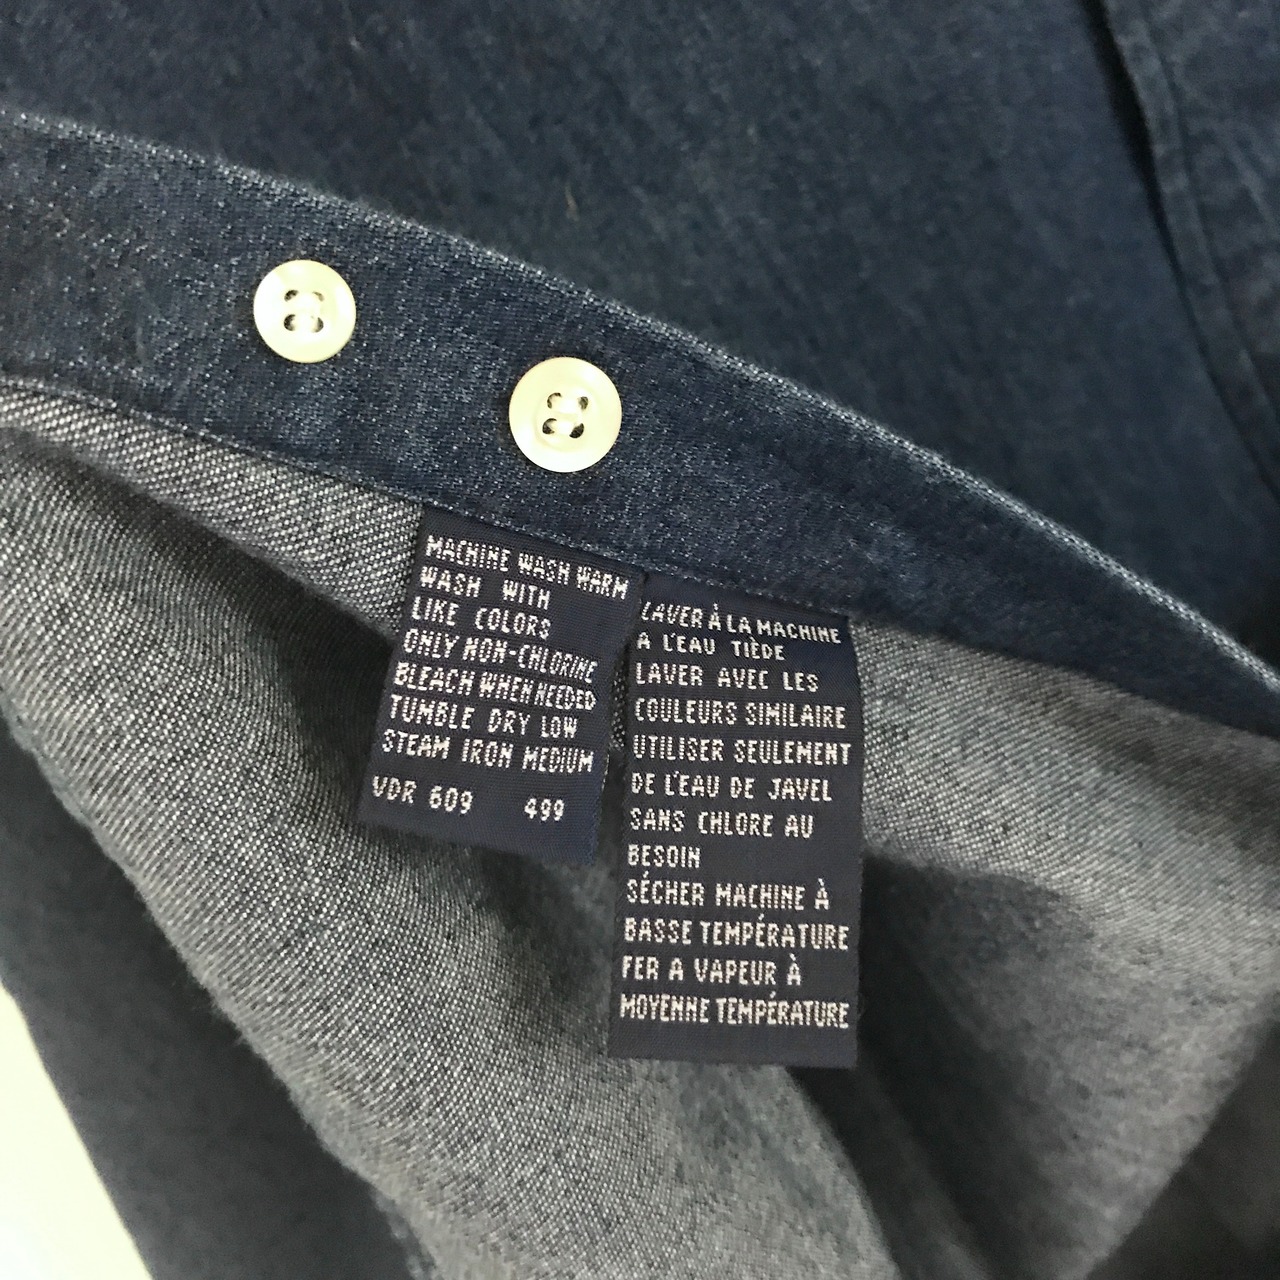 MACHINE WASH WARM
WASH WITH
LIKE COLORS
ONLY NON-CHLORINE
BLEACH WHEN NEEDED
TUMBLE DRY LOW
STEAM IRON MEDIUM
VDR 609 499
LAVER À LA MACHINE
A L'EAU TIÈDE
LAVER AVEC LES
COULEURS SIMILAIRE
UTILISER SEULEMENT
DE L'EAU DE JAVEL
SANS CHLORE AU
BESOIN
SÉCHER MACHINE À
BASSE TEMPÉRATURE
FER A VAPEUR À
MOYENNE TEMPÉRATURE